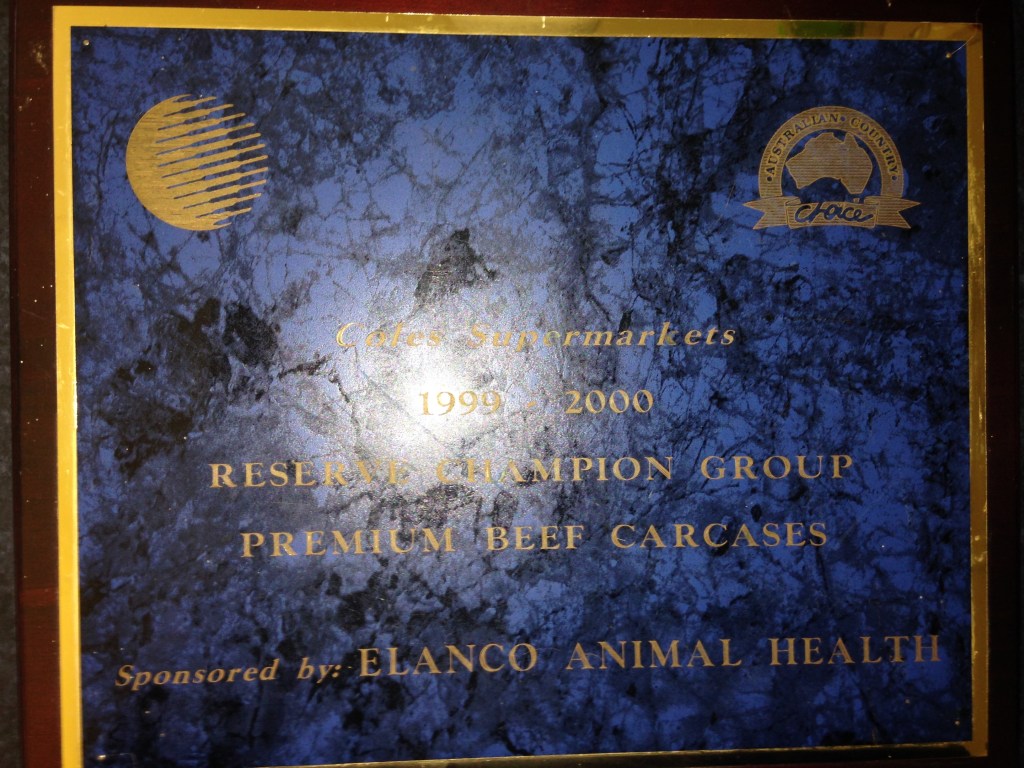 AUSTRALIAN • COUNTRY
choice
Coles Supermarkets
1999 - 2000
RESERVE CHAMPION GROUP
PREMIUM BEEF CARCASES
Sponsored by: ELANCO ANIMAL HEALTH